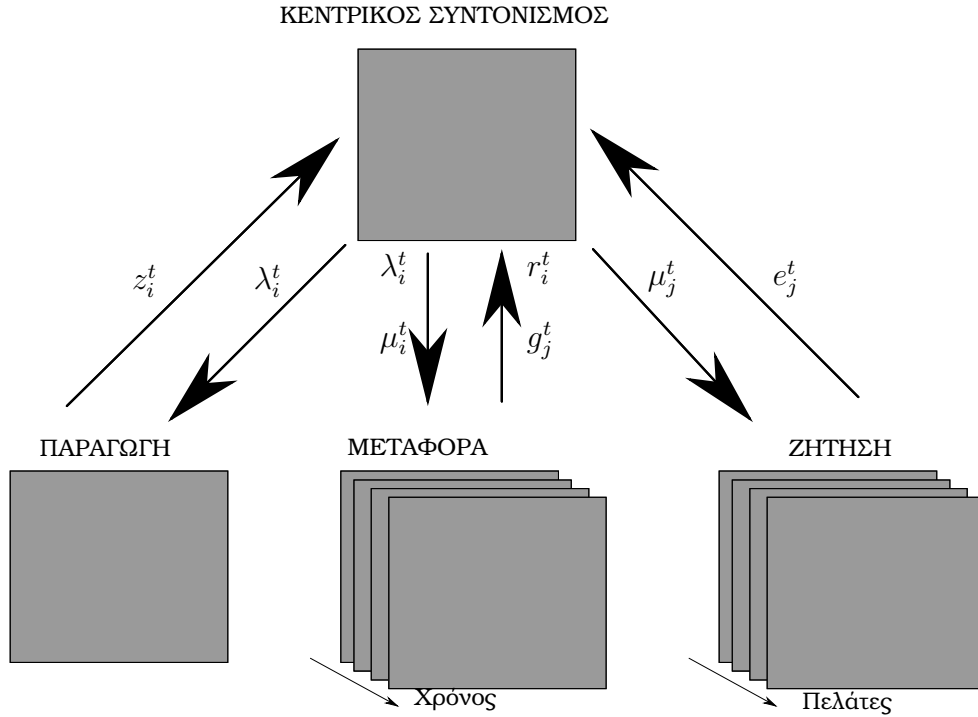 ΚΕΝΤΡΙΚΟΣ ΣΥΝΤΟΝΙΣΜΟΣ
z_i^t
λ_i^t
λ_i^t
μ_i^t
r_i^t
g_j^t
μ_j^t
e_j^t
ΠΑΡΑΓΩΓΗ
ΜΕΤΑΦΟΡΑ
ΖΗΤΗΣΗ
Χρόνος
Πελάτες